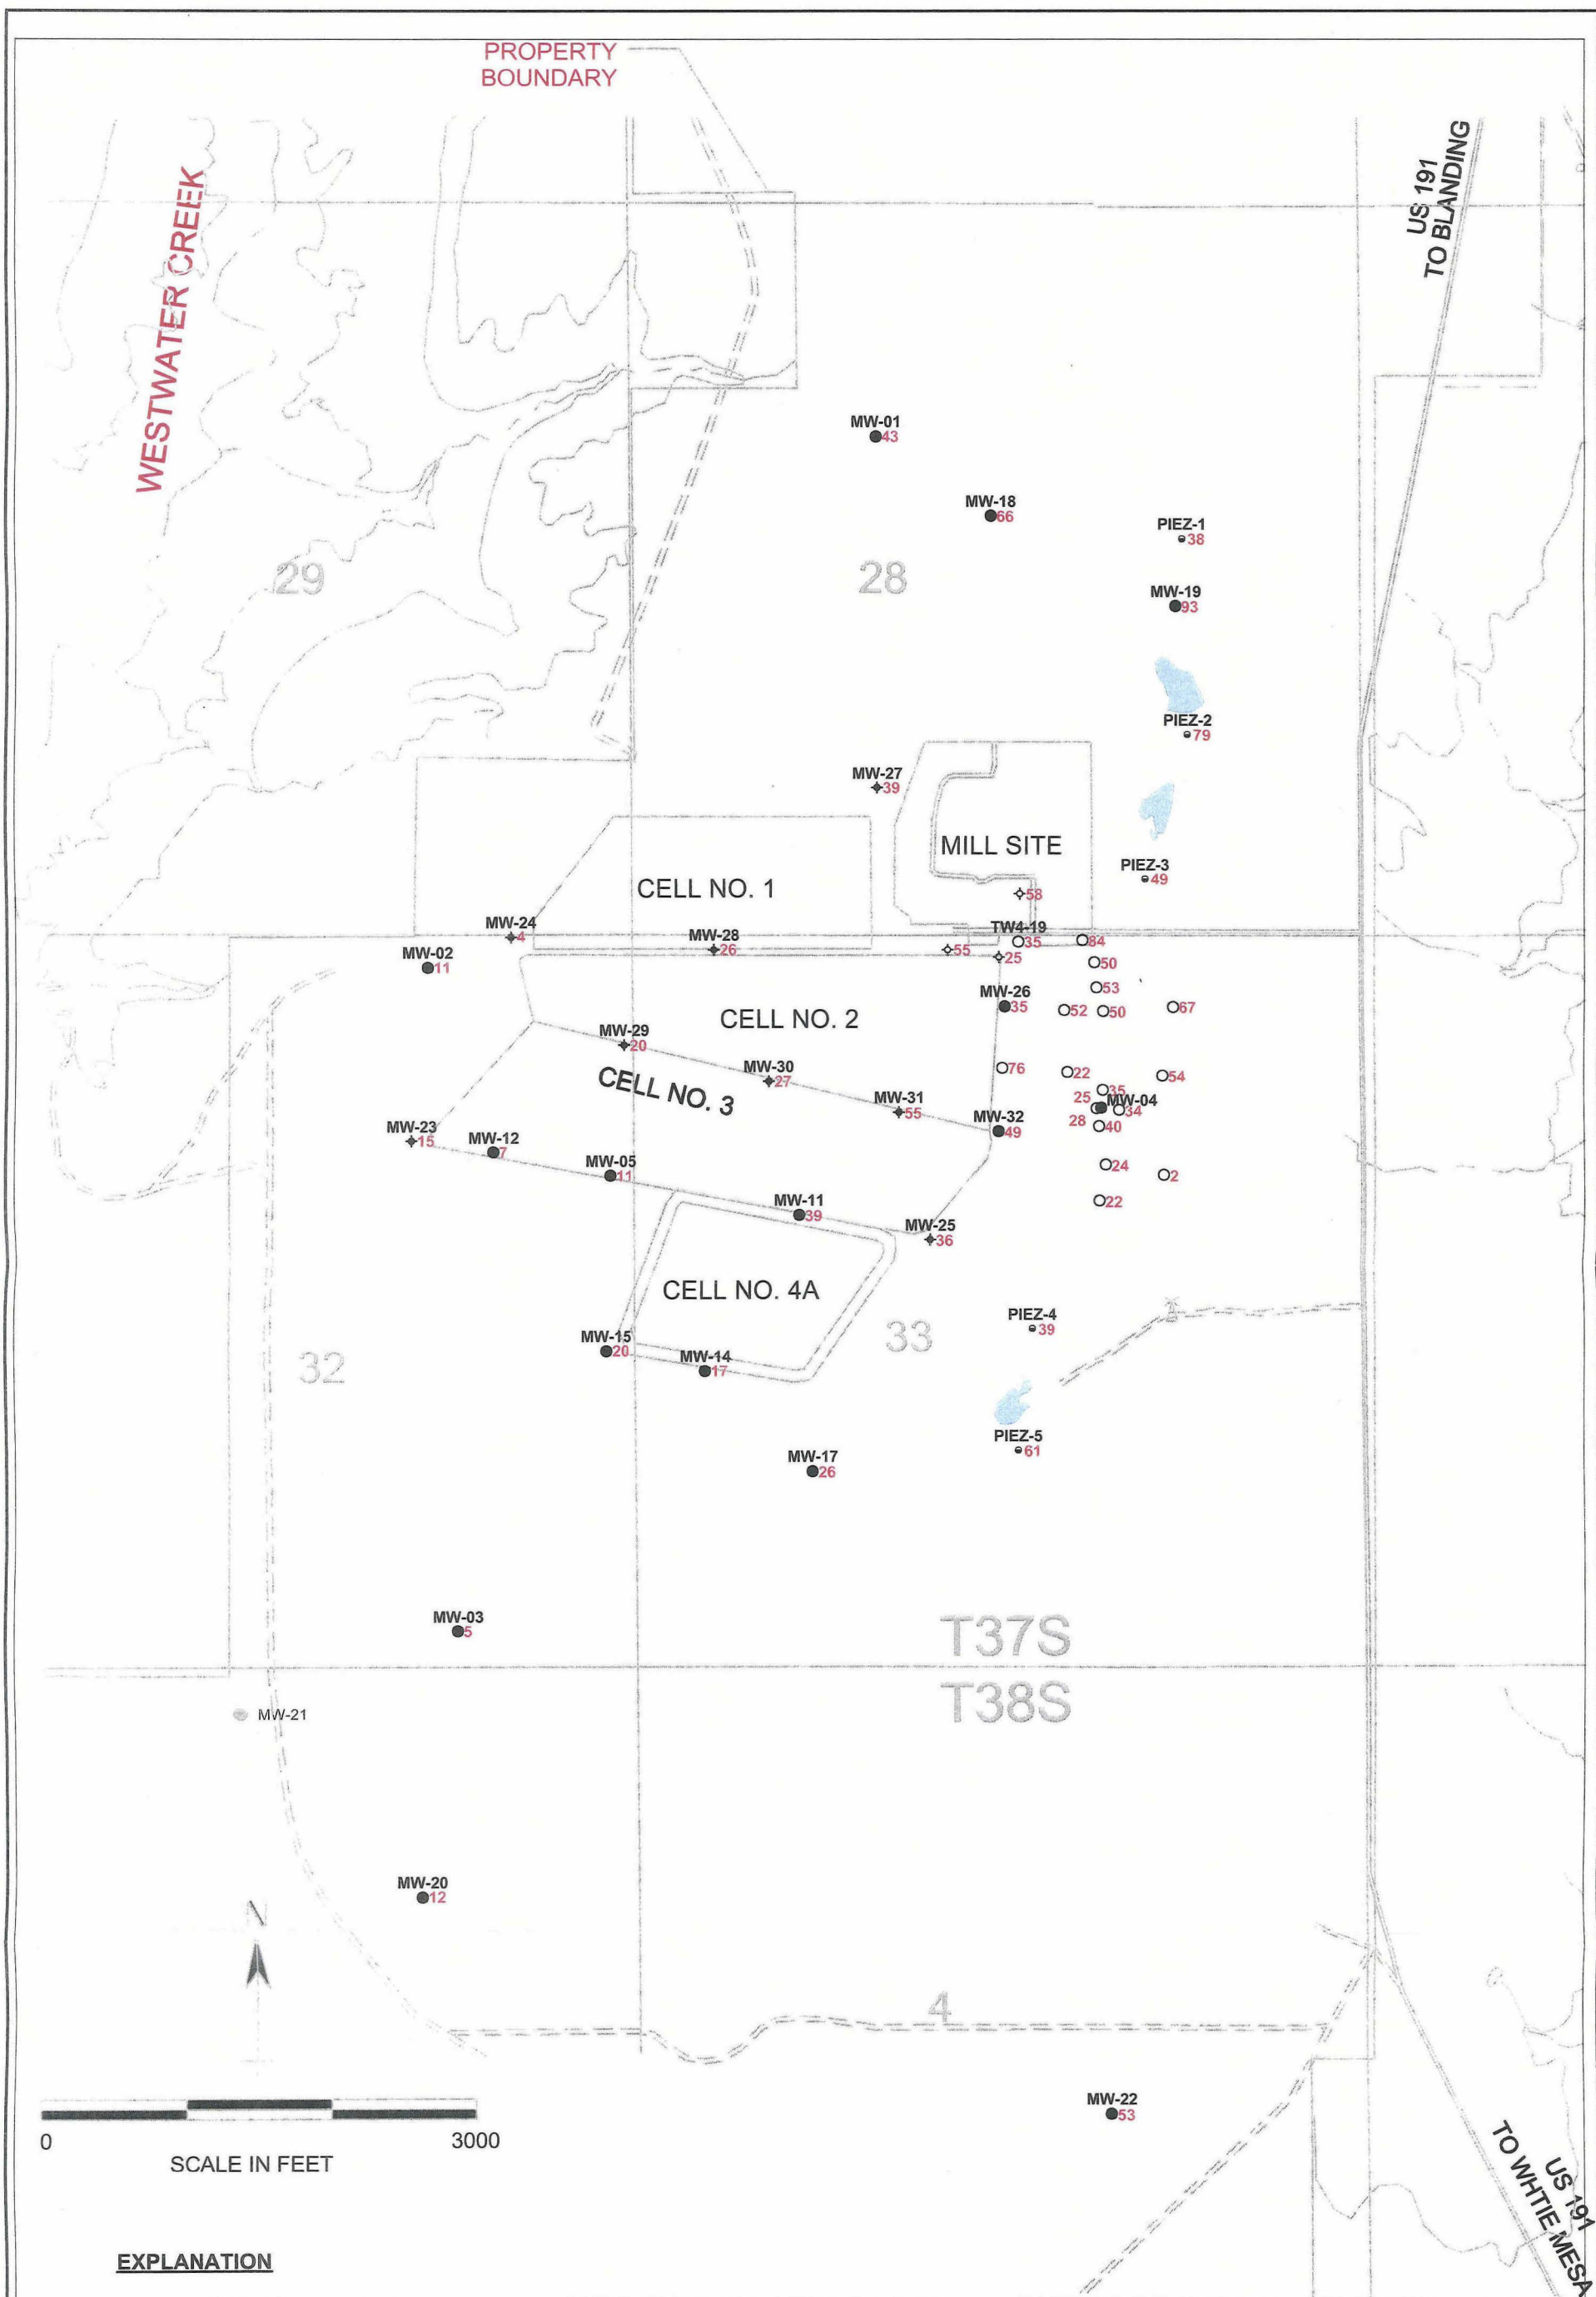 PROPERTY
BOUNDARY
WESTWATER CREEK
US 191
TO BLANDING
MW-01
43
MW-18
66
PIEZ-1
38
29
28
MW-19
93
PIEZ-2
79
MW-27
39
MILL SITE
PIEZ-3
49
CELL NO. 1
58
MW-24
4
MW-28
26
TW4-19
35
84
55
25
MW-02
11
50
53
MW-26
35
52
50
67
CELL NO. 2
MW-29
20
76
22
54
MW-30
27
CELL NO. 3
35
25
MW-04
34
MW-31
55
MW-32
49
28
40
MW-23
15
MW-12
7
24
2
MW-05
11
22
MW-11
39
MW-25
36
CELL NO. 4A
PIEZ-4
39
33
MW-15
20
MW-14
17
32
PIEZ-5
61
MW-17
26
MW-03
5
T37S
T38S
MW-21
MW-20
12
N
4
MW-22
53
0
3000
SCALE IN FEET
US 191
TO WHTIE MESA
EXPLANATION